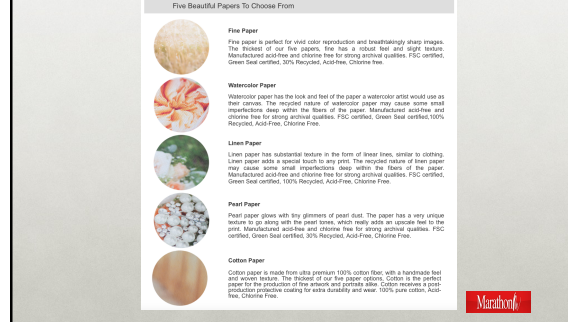 Five Beautiful Papers To Choose From
Fine Paper
Fine paper is perfect for vivid color reproduction and breathtakingly sharp images.
The thickest of our five papers, fine has a robust feel and slight texture.
Manufactured acid-free and chlorine free for strong archival qualities. FSC certified,
Green Seal certified, 30% Recycled, Acid-free, Chlorine free.
Watercolor Paper
Watercolor paper has the look and feel of the paper a watercolor artist would use as
their canvas. The recycled nature of watercolor paper may cause some small
imperfections deep within the fibers of the paper. Manufactured acid-free and
chlorine free for strong archival qualities. FSC certified, Green Seal certified,100%
Recycled, Acid-Free, Chlorine Free.
Linen Paper
Linen paper has substantial texture in the form of linear lines, similar to clothing.
Linen paper adds a special touch to any print. The recycled nature of linen paper
may cause some small imperfections deep within the fibers of the paper.
Manufactured acid-free and chlorine free for strong archival qualities. FSC certified,
Green Seal certified, 100% Recycled, Acid-Free, Chlorine Free.
Pearl Paper
Pearl paper glows with tiny glimmers of pearl dust. The paper has a very unique
texture to go along with the pearl tones, which really adds an upscale feel to the
print. Manufactured acid-free and chlorine free for strong archival qualities. FSC
certified, Green Seal certified, 30% Recycled, Acid-Free, Chlorine Free.
Cotton Paper
Cotton paper is made from ultra premium 100% cotton fiber, with a handmade feel
and woven texture. The thickest of our five paper options, Cotton is the perfect
paper for the production of fine artwork and portraits alike. Cotton receives a post-
production protective coating for extra durability and wear. 100% pure cotton, Acid-
free, Chlorine Free.
Marathon